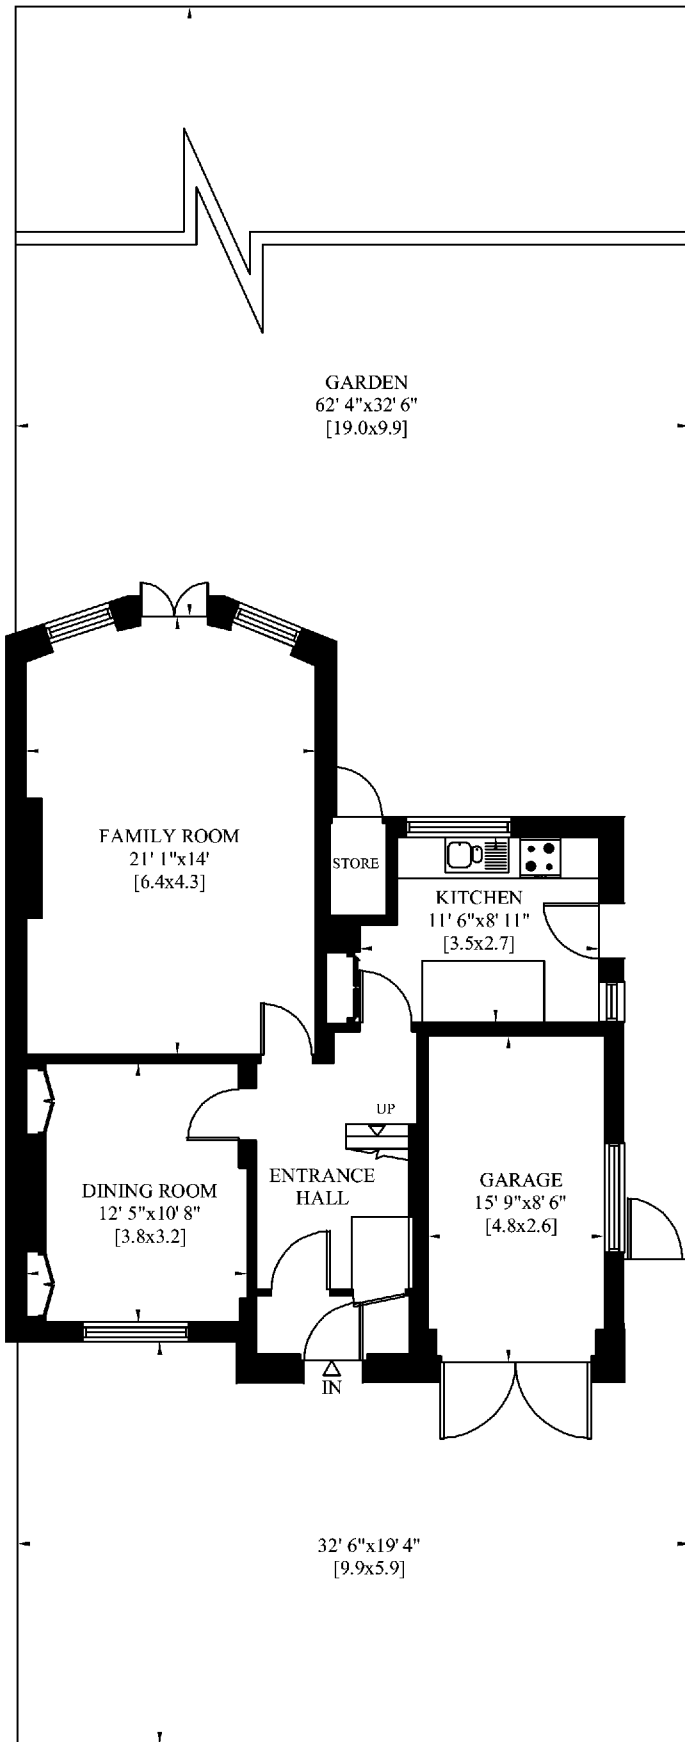 GARDEN
62' 4"x32' 6"
[19.0x9.9]
FAMILY ROOM
21' 1"x14'
[6.4x4.3]
STORE
KITCHEN
11' 6"x8' 11"
[3.5x2.7]
UP
ENTRANCE
HALL
GARAGE
15' 9"x8' 6"
[4.8x2.6]
DINING ROOM
12' 5"x10' 8"
[3.8x3.2]
IN
32' 6"x19' 4"
[9.9x5.9]